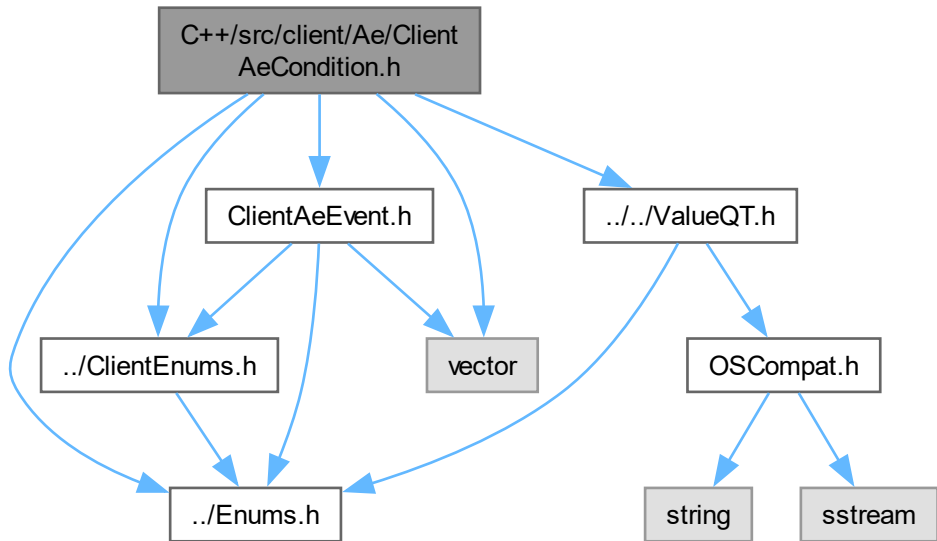 C++/src/client/Ae/Client
AeCondition.h
ClientAeEvent.h
../../ValueQT.h
../ClientEnums.h
vector
OSCompat.h
../Enums.h
string
sstream